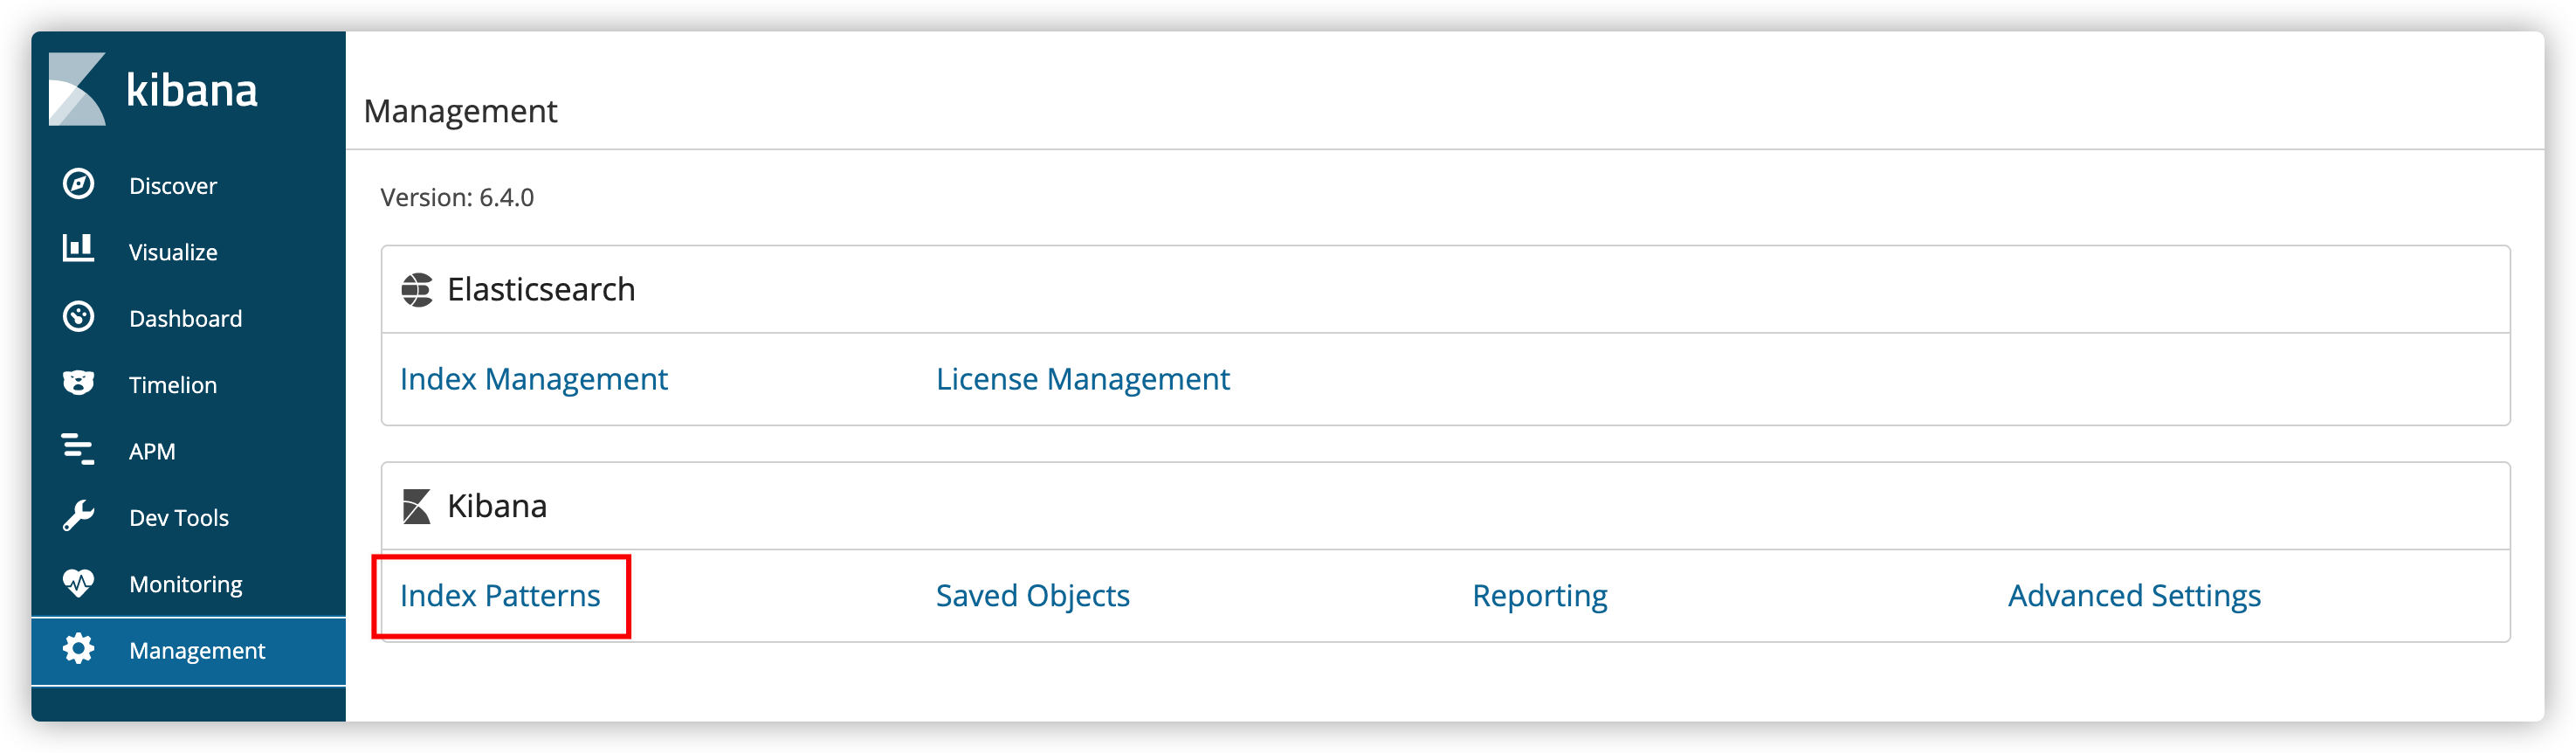 kibana
Discover
Visualize
Dashboard
Timelion
APM
Dev Tools
Monitoring
Management
Management
Version: 6.4.0
Elasticsearch
Index Management License Management
Kibana
Index Patterns Saved Objects Reporting Advanced Settings